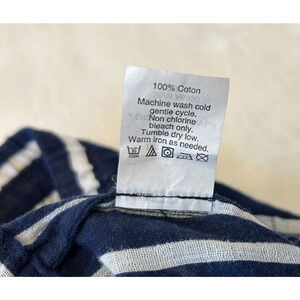 100% Coton
Machine wash cold
gentle cycle.
Non chlorine
bleach only.
Tumble dry low.
Warm iron as needed.